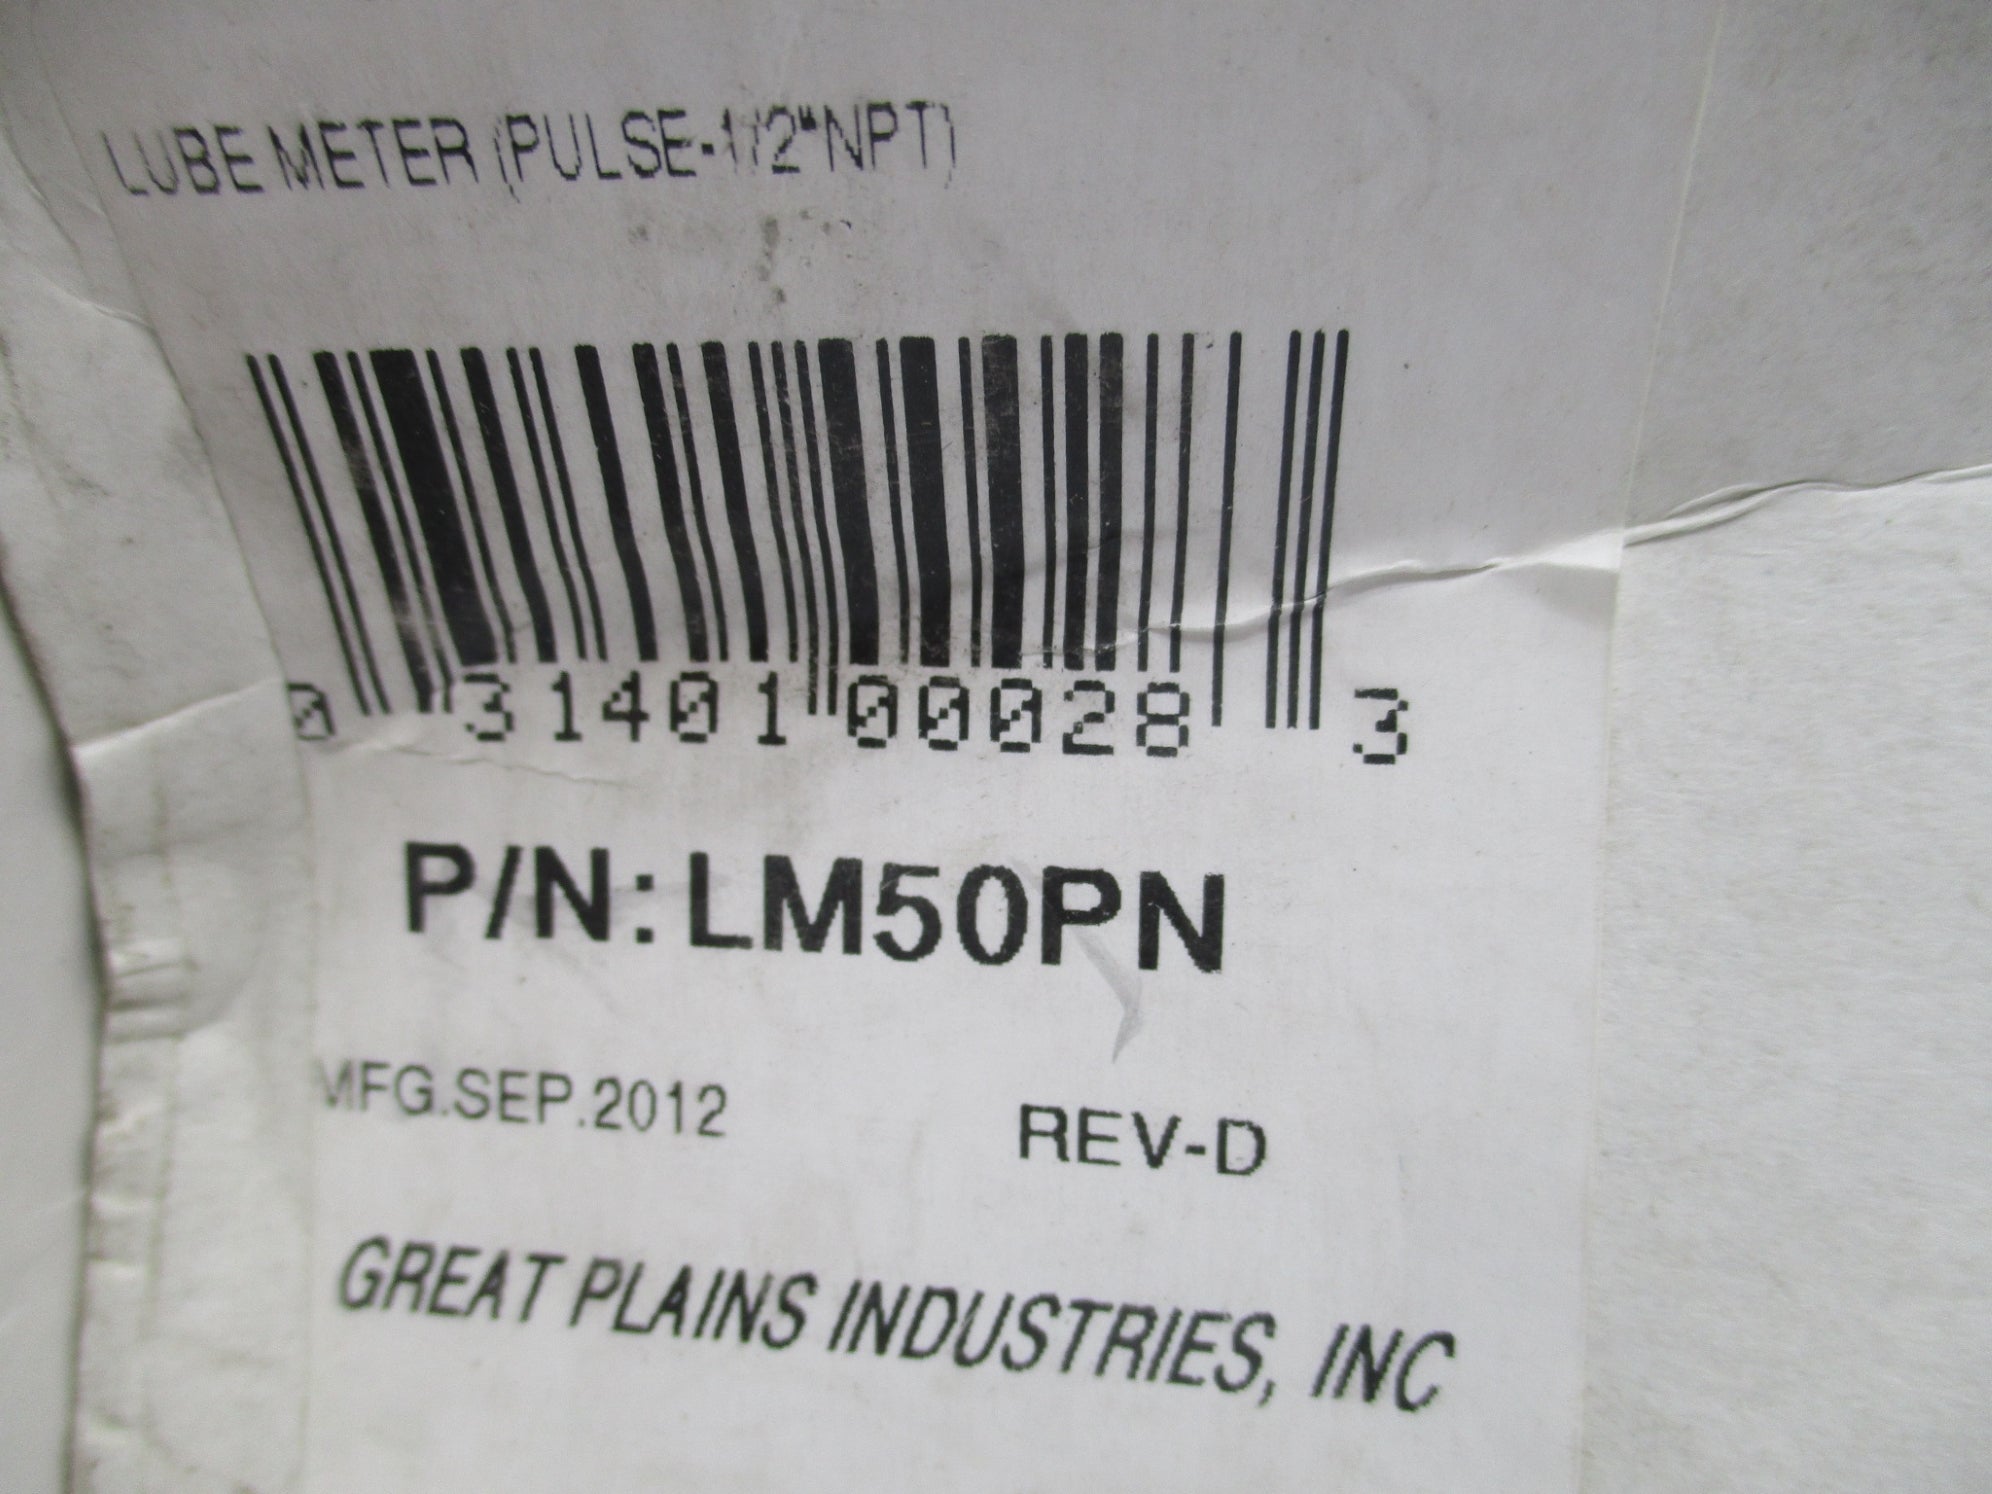 LUBE METER (PULSE-1/2"NPT)
0 31401 00028 3
P/N:LM50PN
MFG.SEP.2012 REV-D
GREAT PLAINS INDUSTRIES, INC